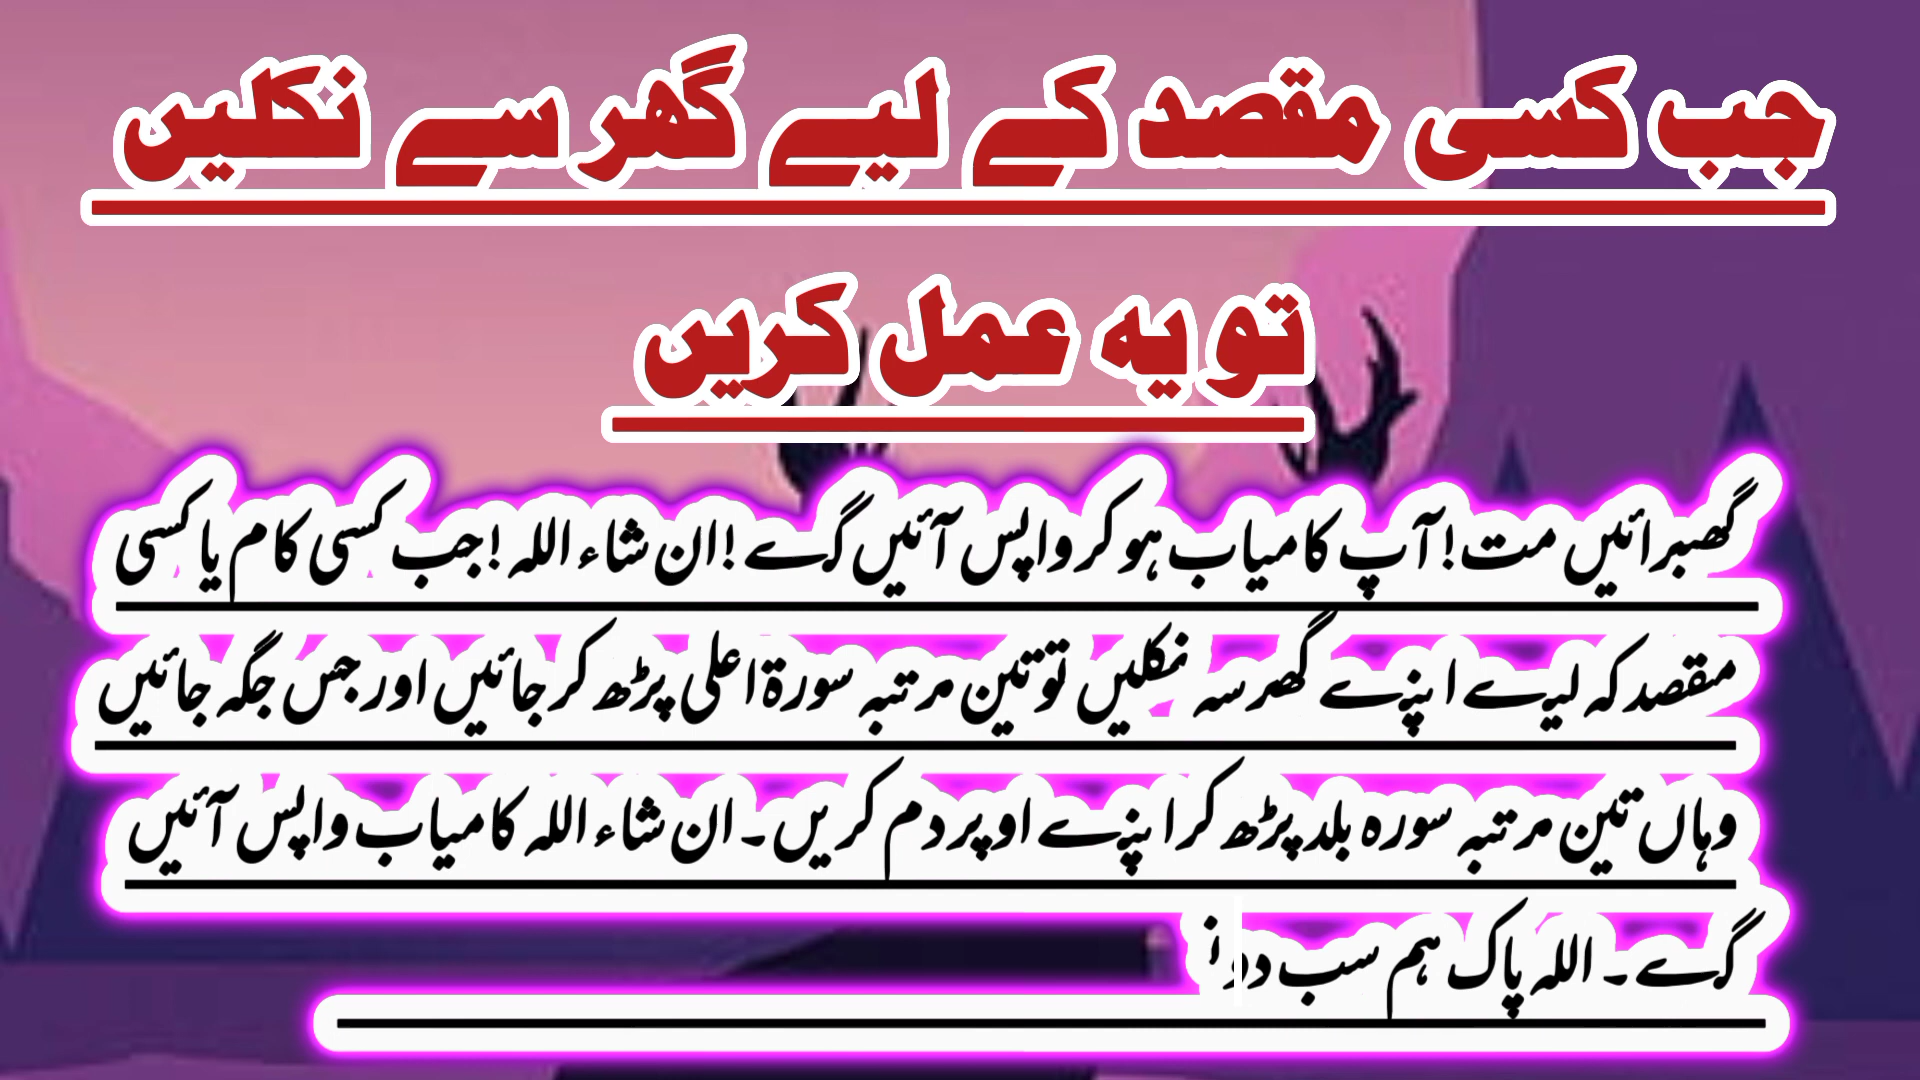 جب کسی مقصد کے لیے گھر سے نکلیں
تو یہ عمل کریں
گھبرائیں مت! آپ کامیاب ہو کر واپس آئیں گے! ان شاء اللہ! جب کسی کام یا کسی
مقصد کہ لیے اپنے گھر سہ نکلیں تو تین مرتبہ سورۃ اعلی پڑھ کر جائیں اور جس جگہ جائیں
وہاں تین مرتبہ سورہ بلد پڑھ کر اپنے اوپر دم کریں۔ ان شاء اللہ کامیاب واپس آئیں
گے۔ اللہ پاک ہم سب